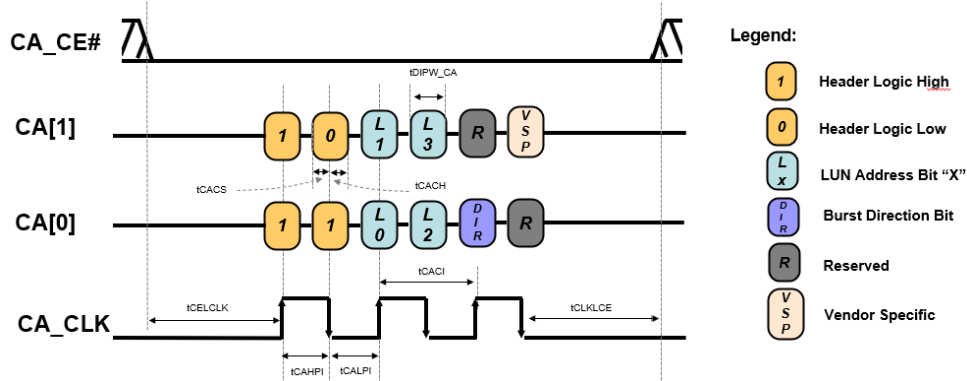 CA_CE#
tDIPW_CA
CA[1]
1
0
L
1
L
3
R
V
S
P
tCACS
tCACH
CA[0]
1
1
L
0
L
2
D
I
R
R
tCACI
tCELCLK
tCLKLCE
CA_CLK
tCAHPI
tCALPI
Legend:
1
Header Logic High
0
Header Logic Low
L
x
LUN Address Bit “X”
D
I
R
Burst Direction Bit
R
Reserved
V
S
P
Vendor Specific